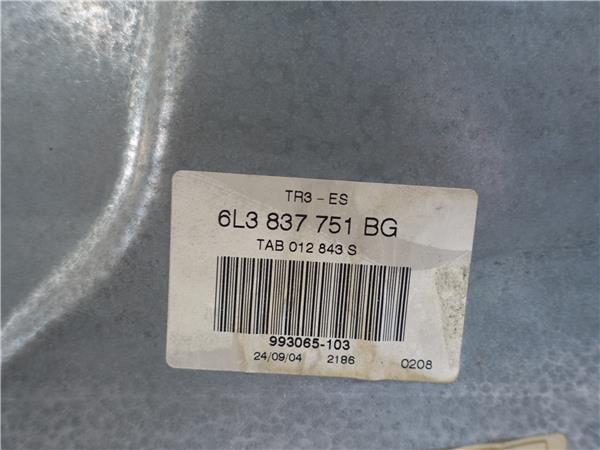 TR3 - ES
6L3 837 751 BG
TAB 012 843 S
993065-103
24/09/04 2186 0208